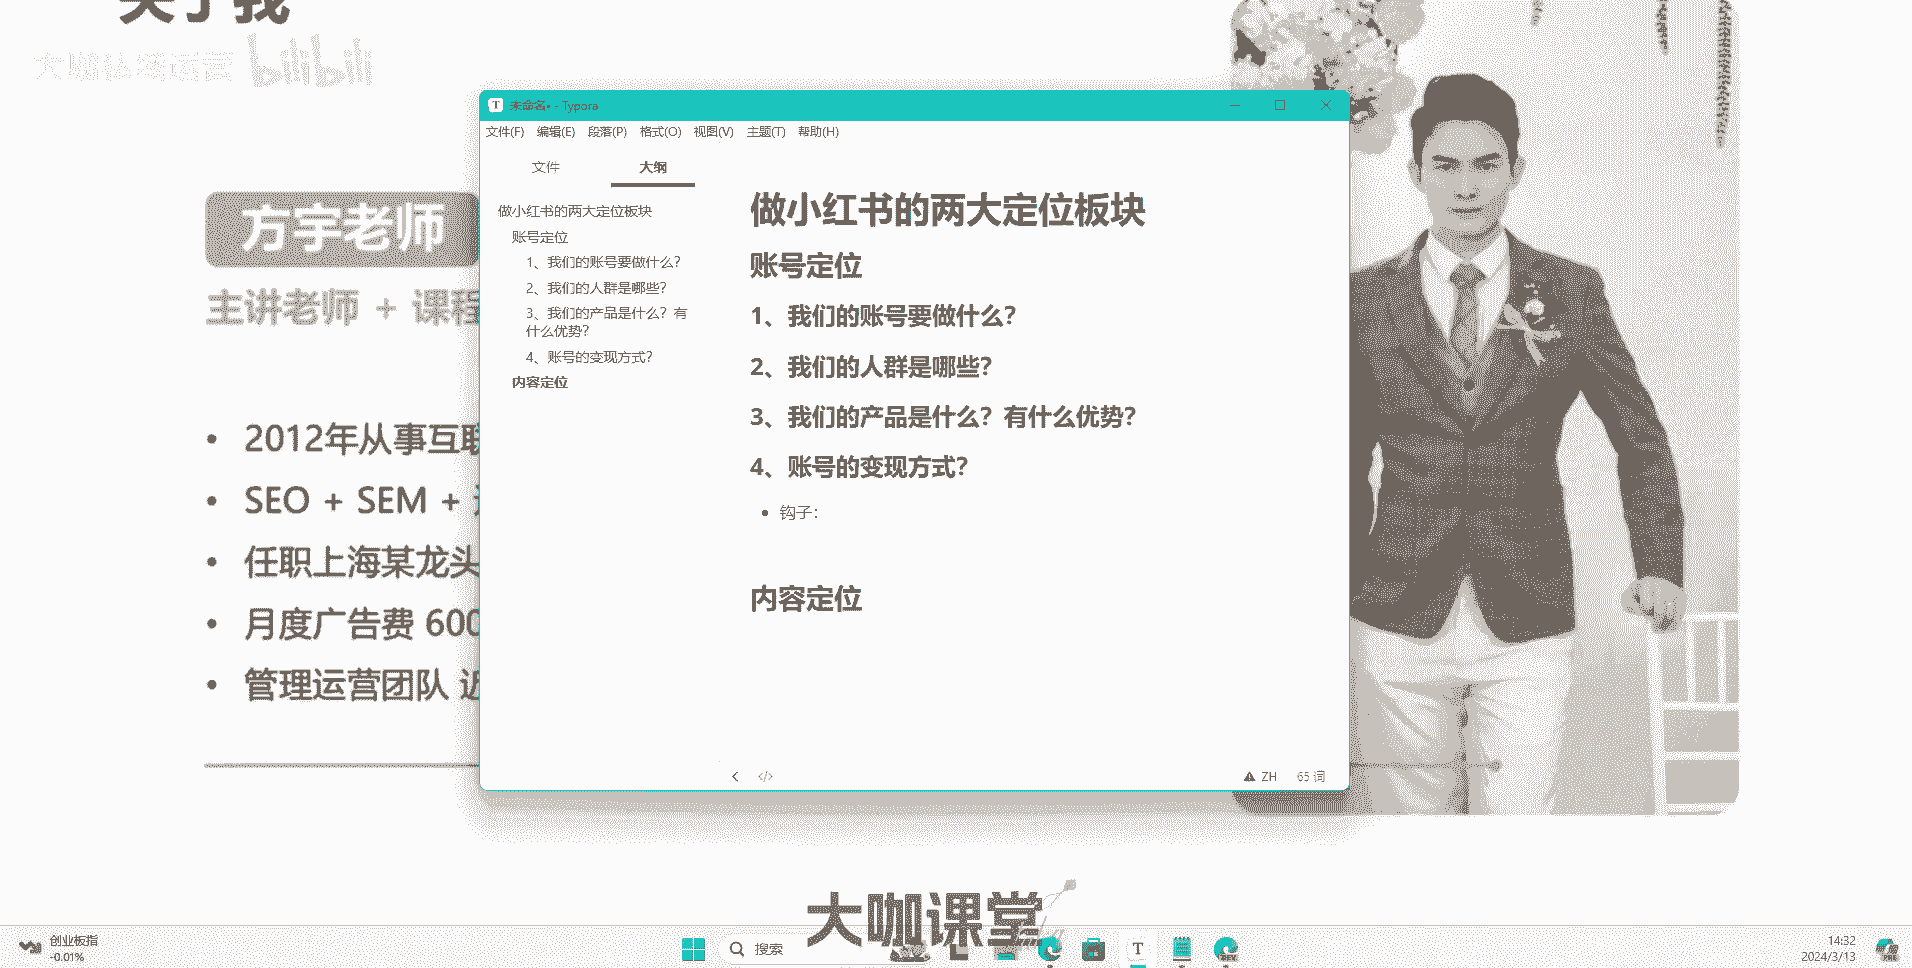 关于我
大咖私域运营 bilibili
方宇老师
主讲老师 + 课程
2012年从事互联
SEO + SEM +
任职上海某龙头
月度广告费 600
管理运营团队 近
未命名• - Typora
文件(F) 编辑(E) 段落(P) 格式(O) 视图(V) 主题(T) 帮助(H)
文件 大纲
做小红书的两大定位板块
账号定位
1、我们的账号要做什么?
2、我们的人群是哪些?
3、我们的产品是什么? 有
什么优势?
4、账号的变现方式?
内容定位
做小红书的两大定位板块
账号定位
1、我们的账号要做什么?
2、我们的人群是哪些?
3、我们的产品是什么? 有什么优势?
4、账号的变现方式?
钩子:
内容定位
</> ZH 65 词
大咖课堂
创业板指
-0.01%
搜索
T
DEV
14:32
2024/3/13
PRE